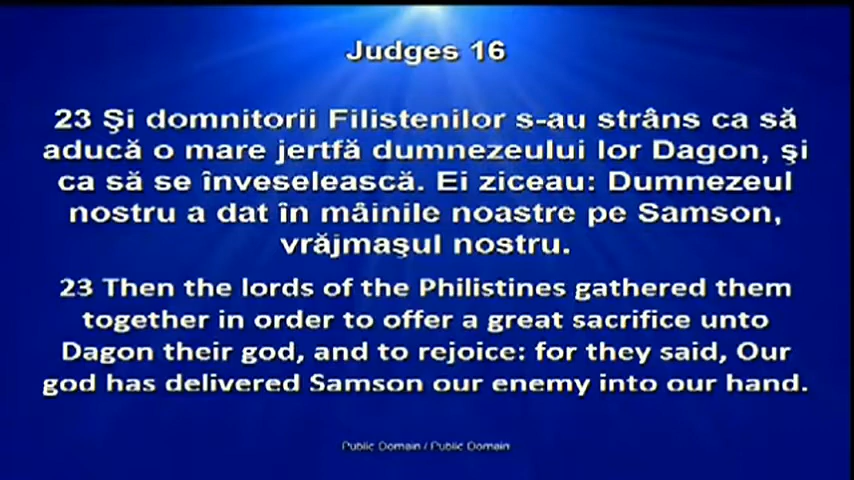 Judges 16
23 Şi domnitorii Filistenilor s-au strâns ca să
aducă o mare jertfă dumnezeului lor Dagon, şi
ca să se înveselească. Ei ziceau: Dumnezeul
nostru a dat în mâinile noastre pe Samson,
vrăjmaşul nostru.
23 Then the lords of the Philistines gathered them
together in order to offer a great sacrifice unto
Dagon their god, and to rejoice: for they said, Our
god has delivered Samson our enemy into our hand.
Public Domain / Public Domain